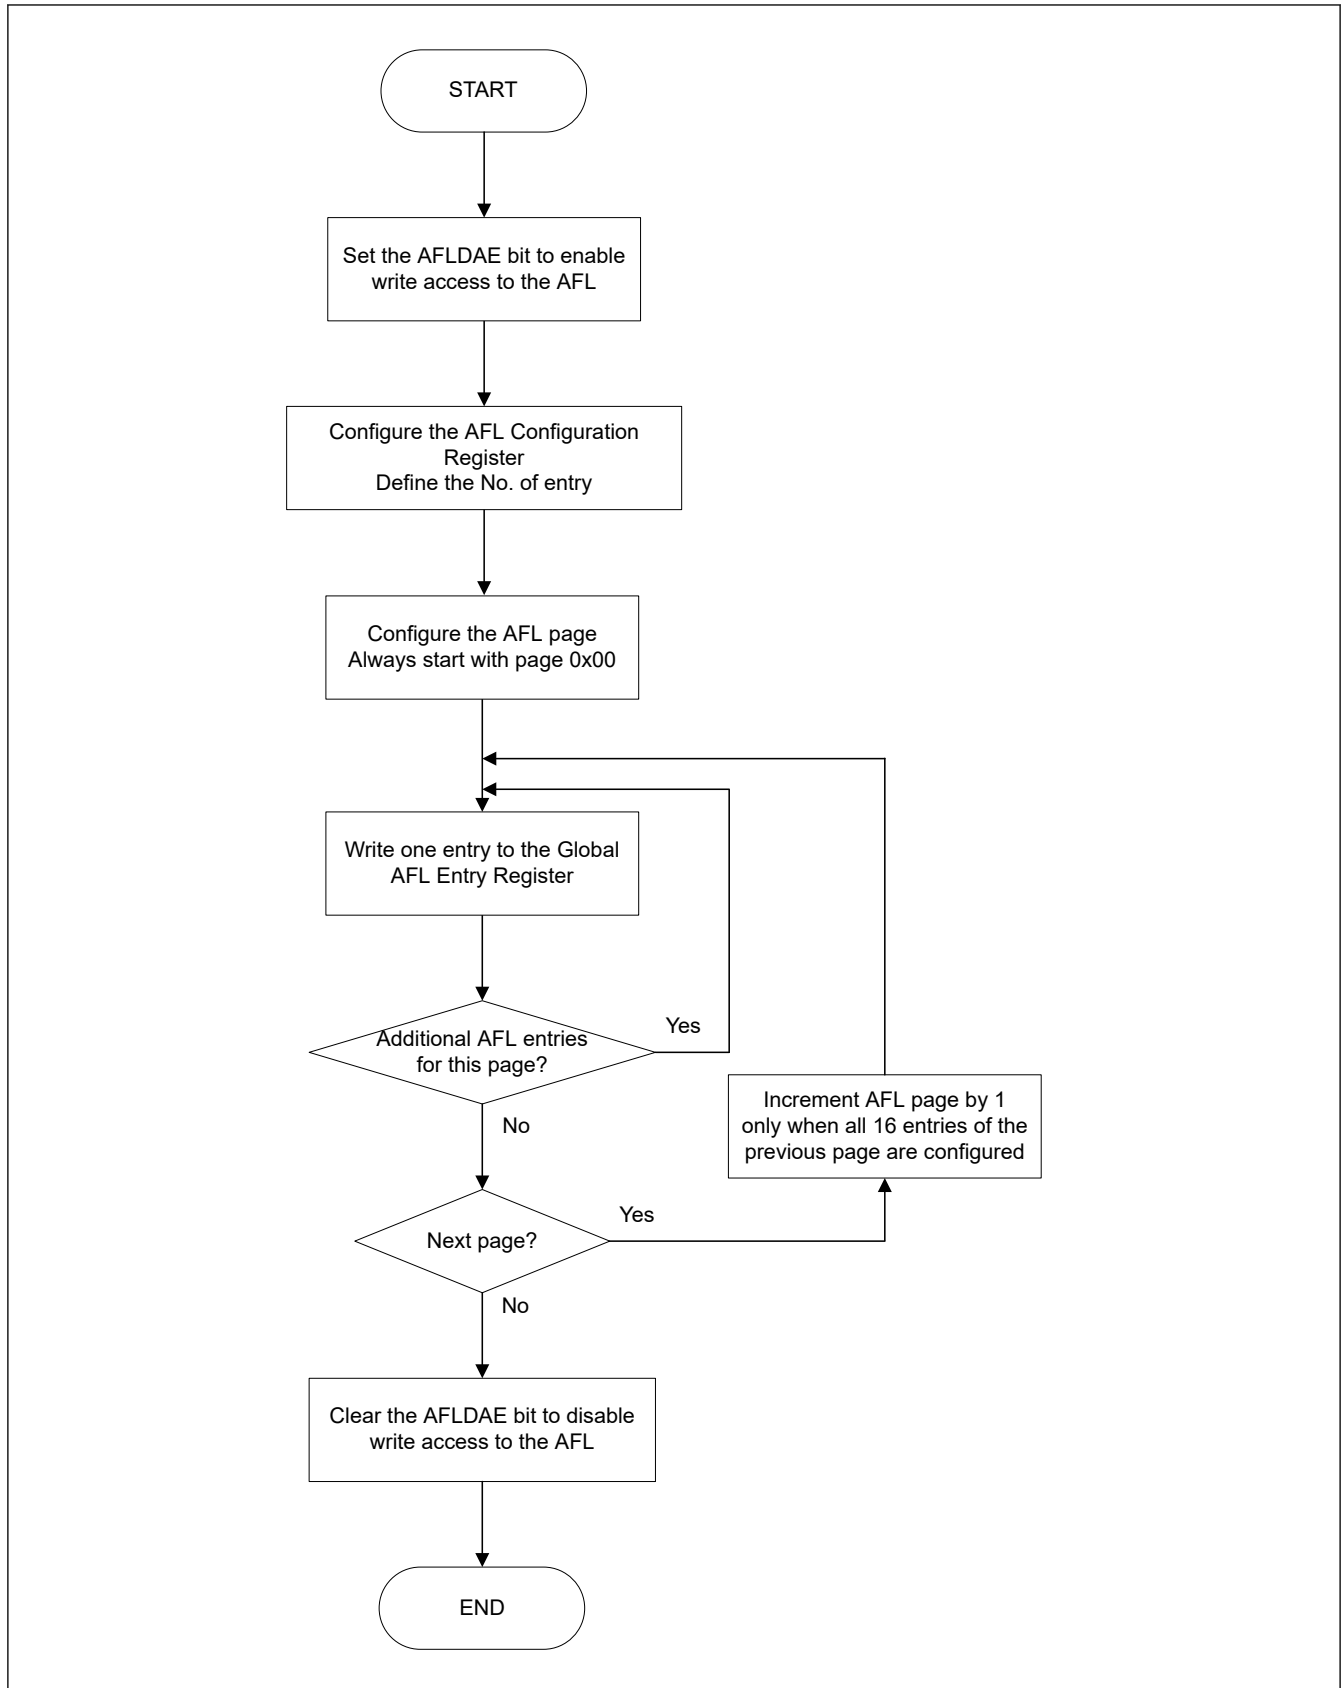 START
Set the AFLDAE bit to enable
write access to the AFL
Configure the AFL Configuration
Register
Define the No. of entry
Configure the AFL page
Always start with page 0x00
Write one entry to the Global
AFL Entry Register
Additional AFL entries
for this page?
Yes
No
Increment AFL page by 1
only when all 16 entries of the
previous page are configured
Next page?
Yes
No
Clear the AFLDAE bit to disable
write access to the AFL
END